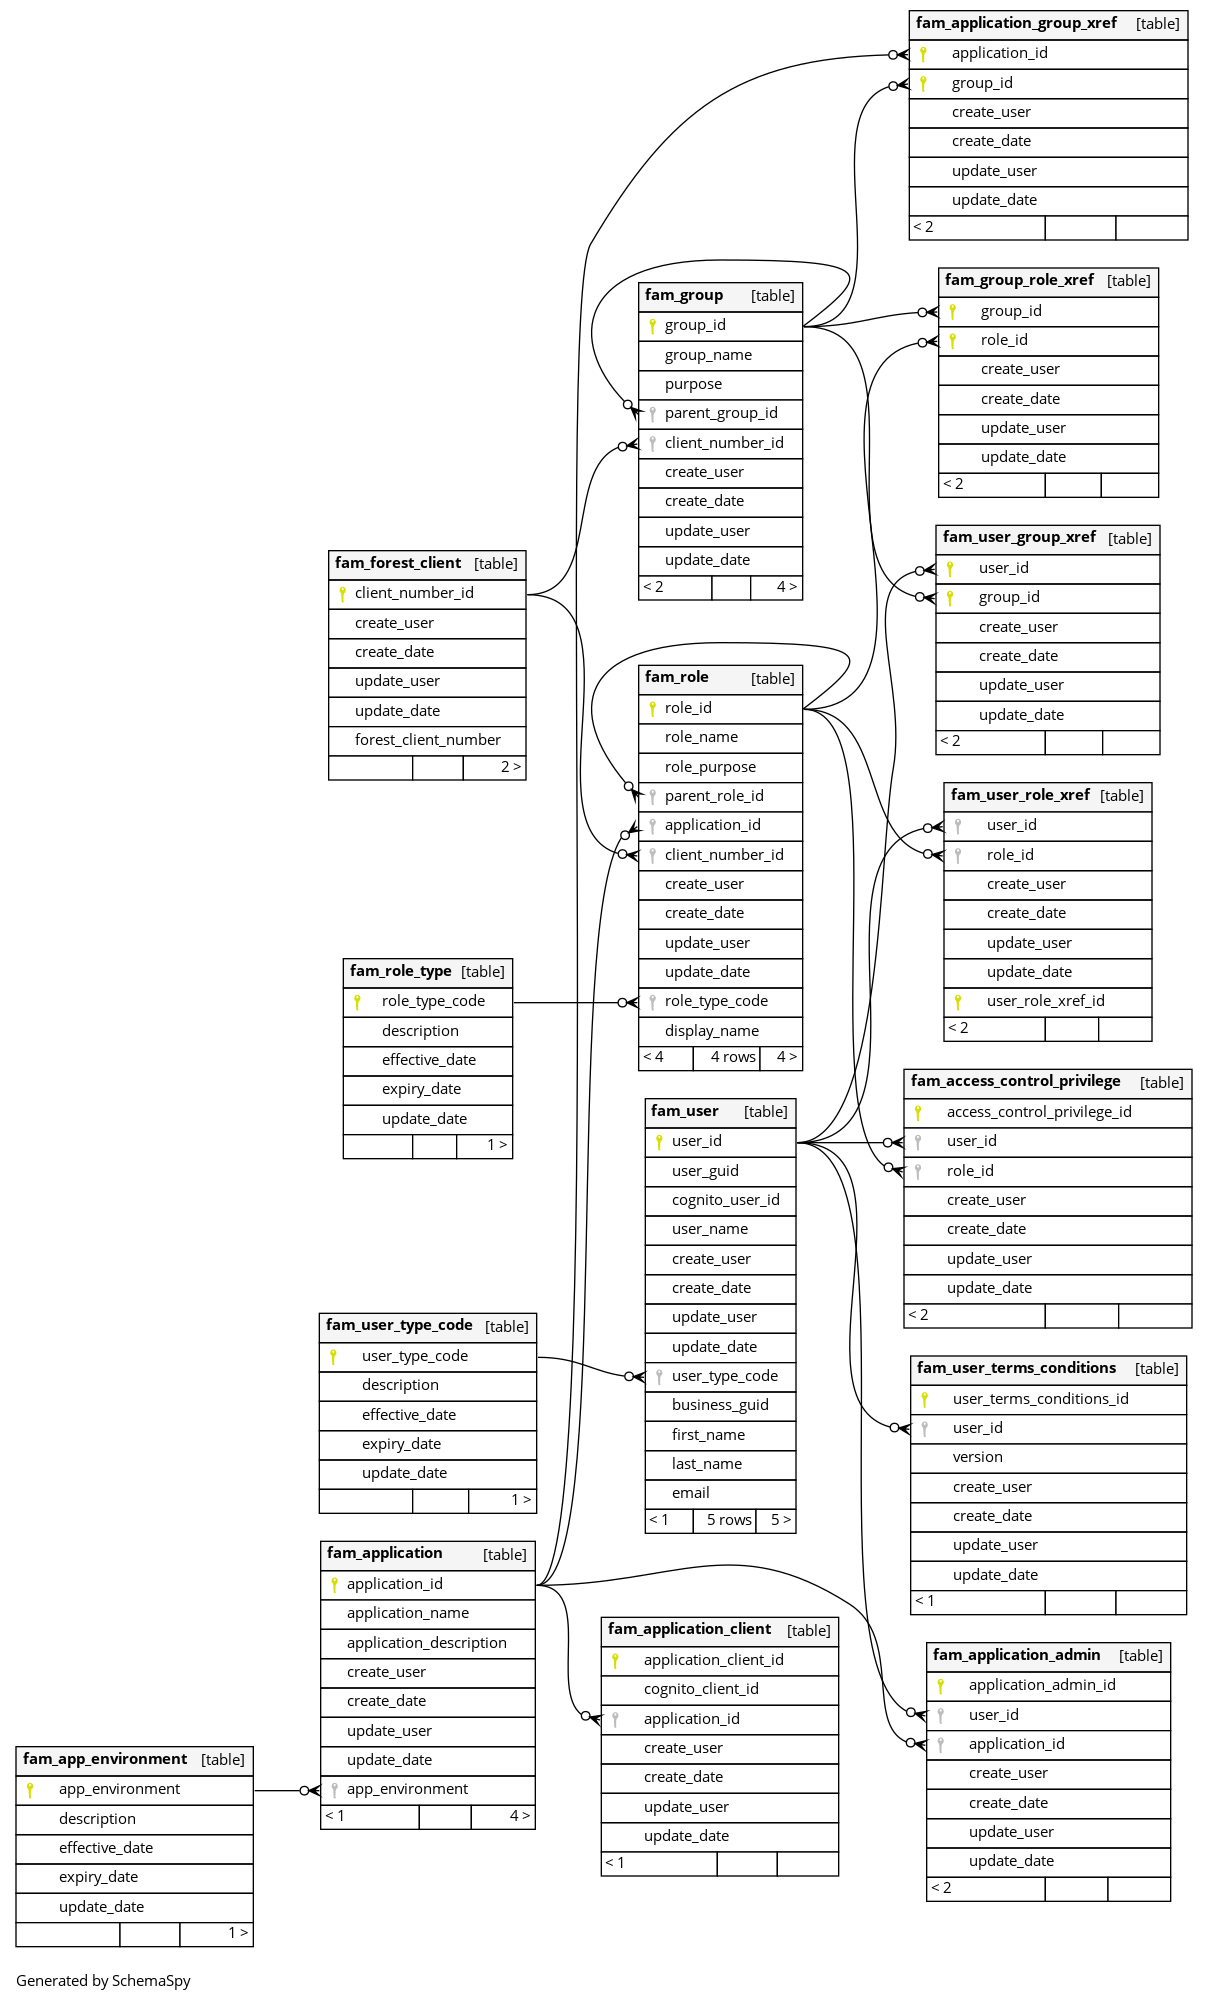 fam_application_group_xref [table]
application_id
group_id
create_user
create_date
update_user
update_date
< 2
fam_group_role_xref [table]
group_id
role_id
create_user
create_date
update_user
update_date
< 2
fam_group [table]
group_id
group_name
purpose
parent_group_id
client_number_id
create_user
create_date
update_user
update_date
< 2 4 >
fam_user_group_xref [table]
user_id
group_id
create_user
create_date
update_user
update_date
< 2
fam_forest_client [table]
client_number_id
create_user
create_date
update_user
update_date
forest_client_number
2 >
fam_role [table]
role_id
role_name
role_purpose
parent_role_id
application_id
client_number_id
create_user
create_date
update_user
update_date
role_type_code
display_name
< 4 4 rows 4 >
fam_user_role_xref [table]
user_id
role_id
create_user
create_date
update_user
update_date
user_role_xref_id
< 2
fam_role_type [table]
role_type_code
description
effective_date
expiry_date
update_date
1 >
fam_access_control_privilege [table]
access_control_privilege_id
user_id
role_id
create_user
create_date
update_user
update_date
< 2
fam_user [table]
user_id
user_guid
cognito_user_id
user_name
create_user
create_date
update_user
update_date
user_type_code
business_guid
first_name
last_name
email
< 1 5 rows 5 >
fam_user_type_code [table]
user_type_code
description
effective_date
expiry_date
update_date
1 >
fam_user_terms_conditions [table]
user_terms_conditions_id
user_id
version
create_user
create_date
update_user
update_date
< 1
fam_application [table]
application_id
application_name
application_description
create_user
create_date
update_user
update_date
app_environment
< 1 4 >
fam_application_client [table]
application_client_id
cognito_client_id
application_id
create_user
create_date
update_user
update_date
< 1
fam_application_admin [table]
application_admin_id
user_id
application_id
create_user
create_date
update_user
update_date
< 2
fam_app_environment [table]
app_environment
description
effective_date
expiry_date
update_date
1 >
Generated by SchemaSpy